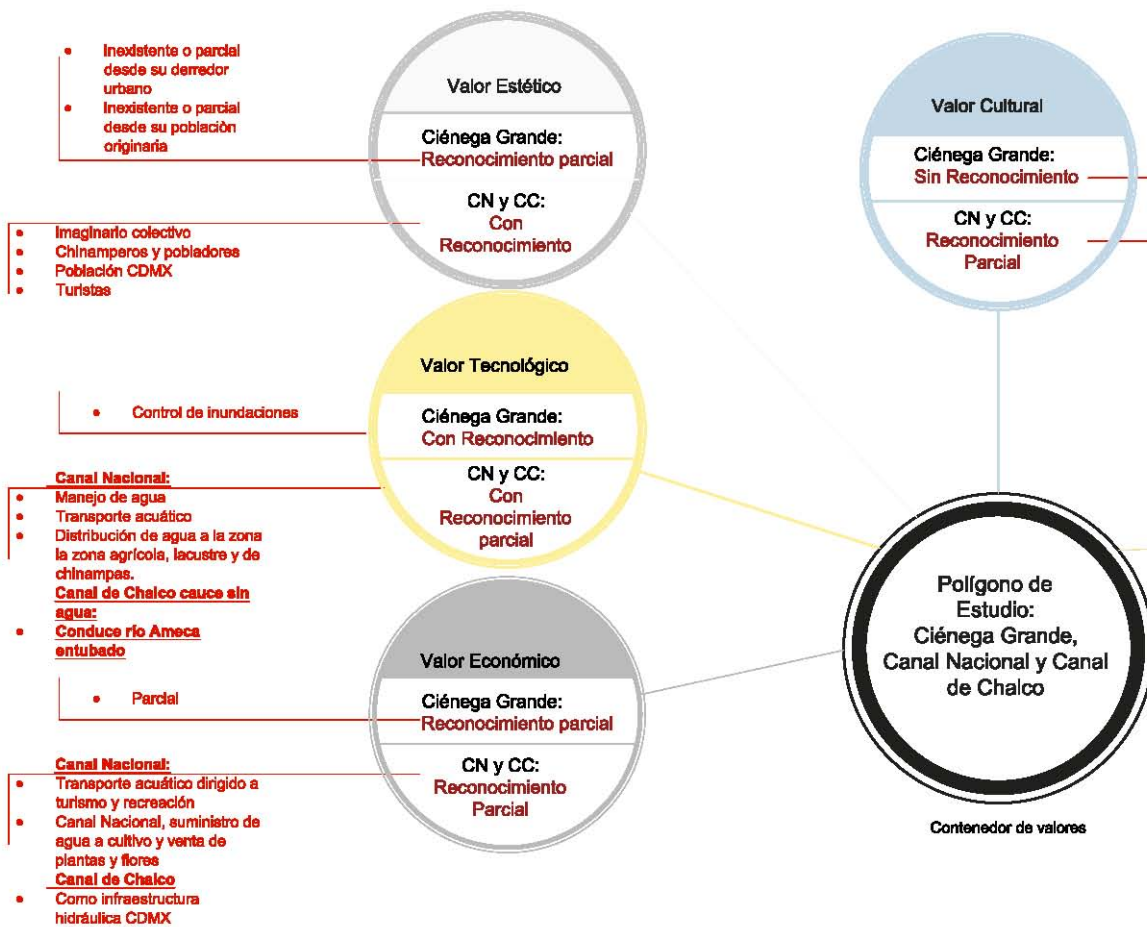 Inexistente o parcial
desde su derredor
urbano
Inexistente o parcial
desde su poblaciòn
originaria
Valor Estético
Ciénega Grande:
Reconocimiento parcial
CN y CC:
Con
Reconocimiento
Imaginario colectivo
Chinamperos y pobladores
Población CDMX
Turistas
Valor Cultural
Ciénega Grande:
Sin Reconocimiento
CN y CC:
Reconocimiento
Parcial
Valor Tecnológico
Ciénega Grande:
Con Reconocimiento
CN y CC:
Con
Reconocimiento
parcial
Control de inundaciones
Canal Nacional:
Manejo de agua
Transporte acuático
Distribución de agua a la zona
la zona agrícola, lacustre y de
chinampas.
Canal de Chalco cauce sin
agua:
Conduce río Ameca
entubado
Valor Económico
Ciénega Grande:
Reconocimiento parcial
CN y CC:
Reconocimiento
Parcial
Parcial
Canal Nacional:
Transporte acuático dirigido a
turismo y recreación
Canal Nacional, suministro de
agua a cultivo y venta de
plantas y flores
Canal de Chalco
Como infraestructura
hidráulica CDMX
Polígono de
Estudio:
Ciénega Grande,
Canal Nacional y Canal
de Chalco
Contenedor de valores